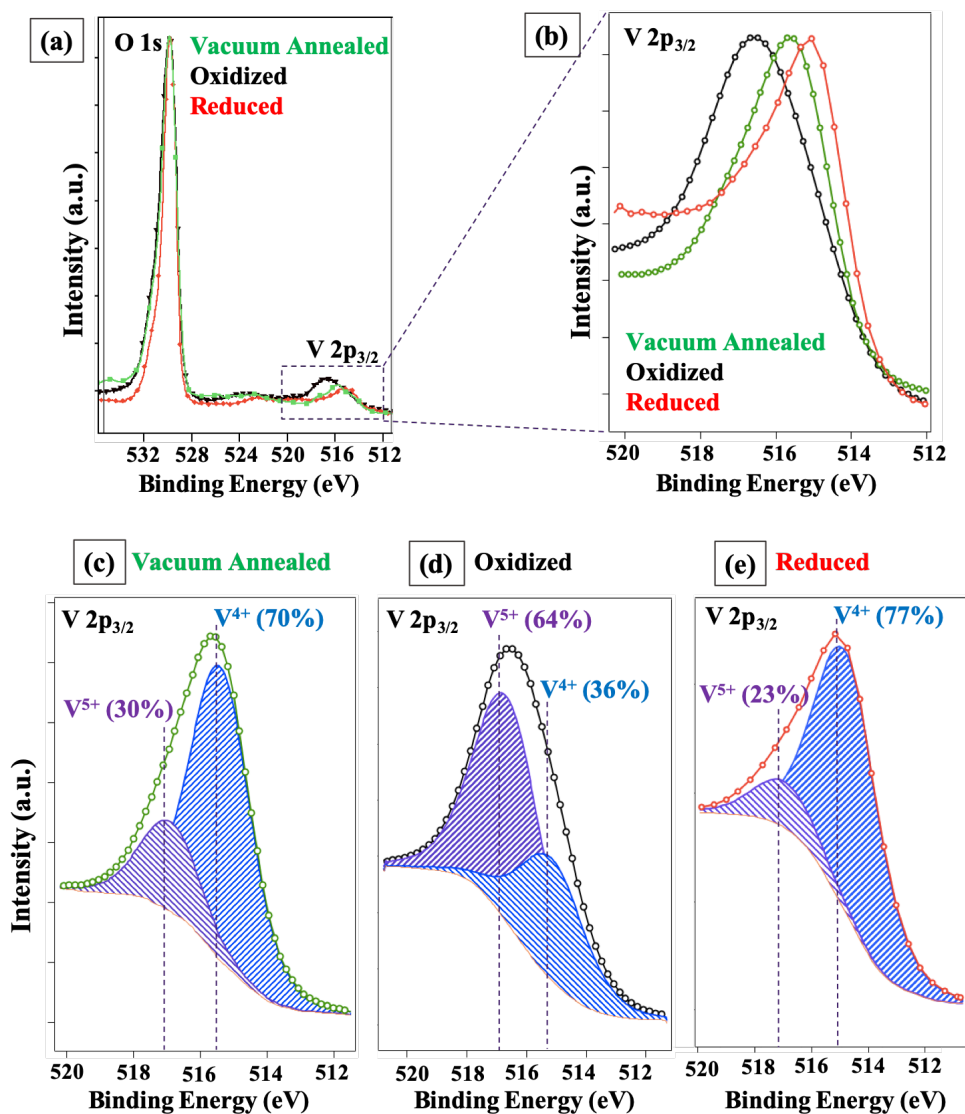 (a)
O 1s
Vacuum Annealed
Oxidized
Reduced
V 2p3/2
Intensity (a.u.)
532 528 524 520 516 512
Binding Energy (eV)
(b)
V 2p3/2
Vacuum Annealed
Oxidized
Reduced
Intensity (a.u.)
520 518 516 514 512
Binding Energy (eV)
(c) Vacuum Annealed
V 2p3/2
V4+ (70%)
V5+ (30%)
Intensity (a.u.)
520 518 516 514 512
Binding Energy (eV)
(d) Oxidized
V 2p3/2
V5+ (64%)
V4+ (36%)
520 518 516 514 512
Binding Energy (eV)
(e) Reduced
V 2p3/2
V4+ (77%)
V5+ (23%)
520 518 516 514 512
Binding Energy (eV)